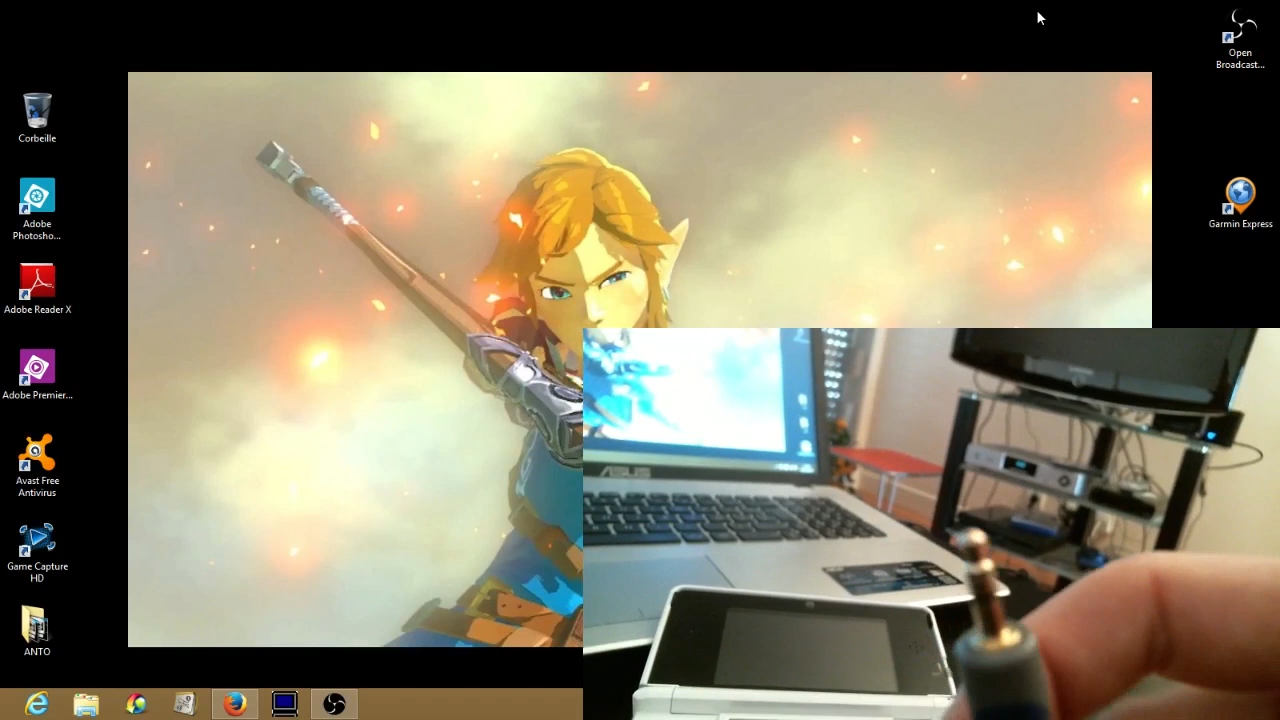 Corbeille
Adobe
Photosho...
Adobe Reader X
Adobe Premier...
Avast Free
Antivirus
Game Capture
HD
ANTO
Open
Broadcast...
Garmin Express
ASUS